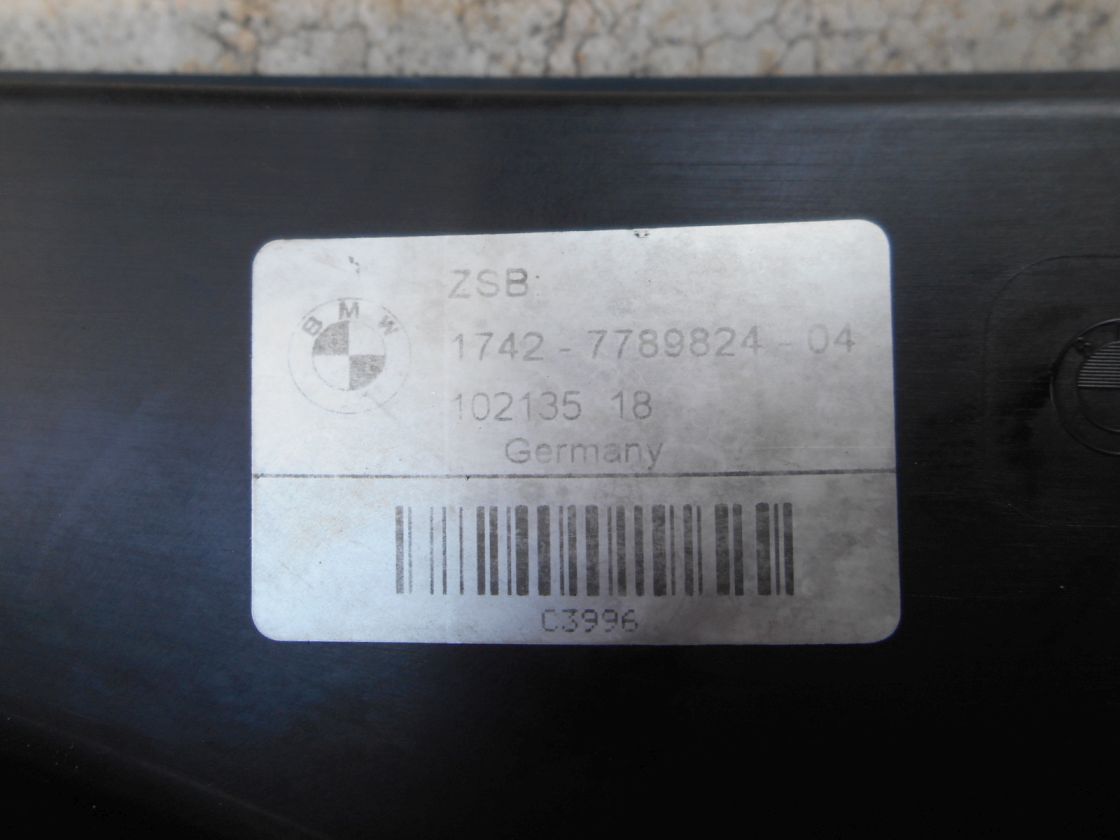 BMW
ZSB
1742 - 7789824 - 04
102135 18
Germany
C3996